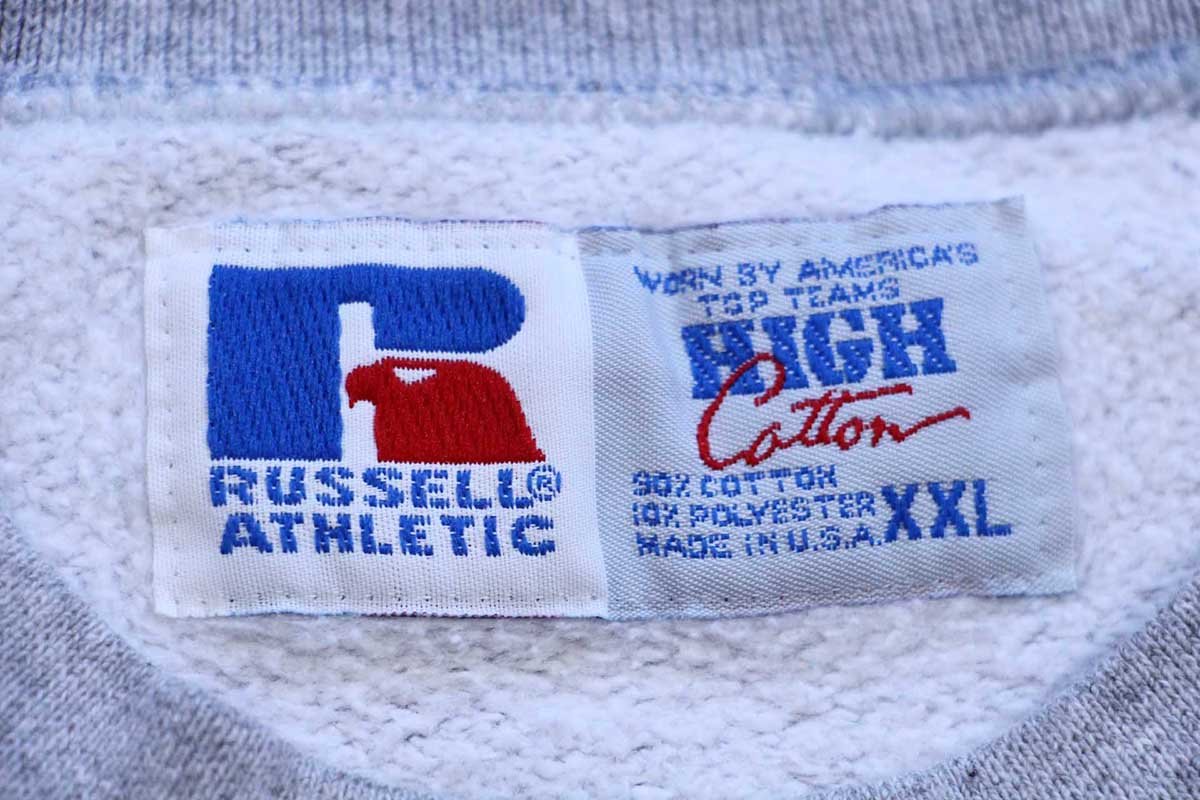 RUSSELL®
ATHLETIC
WORN BY AMERICA'S
TOP TEAMS
HIGH
Cotton
90% COTTON
10% POLYESTER
MADE IN U.S.A.
XXL